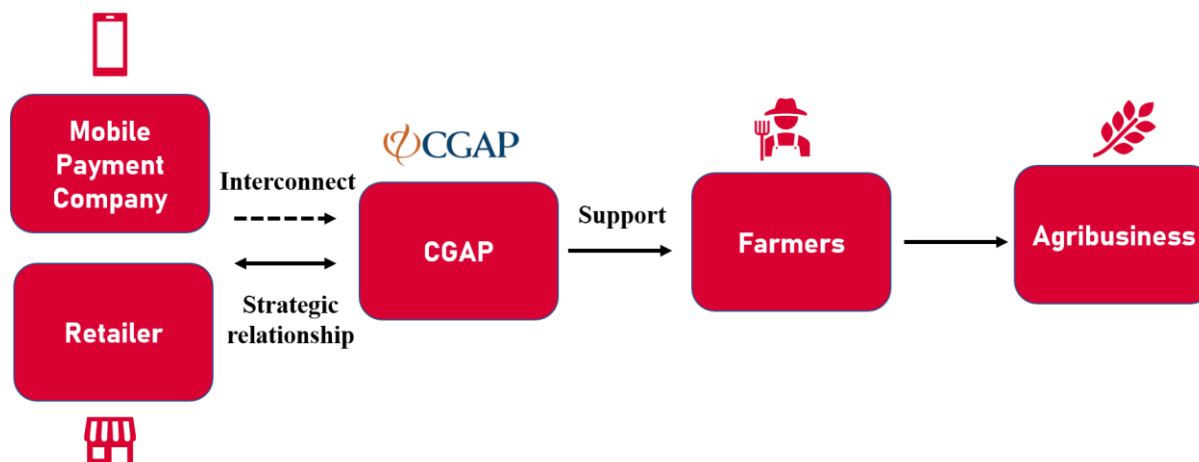 Mobile
Payment
Company
Retailer
Interconnect
Strategic
relationship
CGAP
CGAP
Support
Farmers
Agribusiness